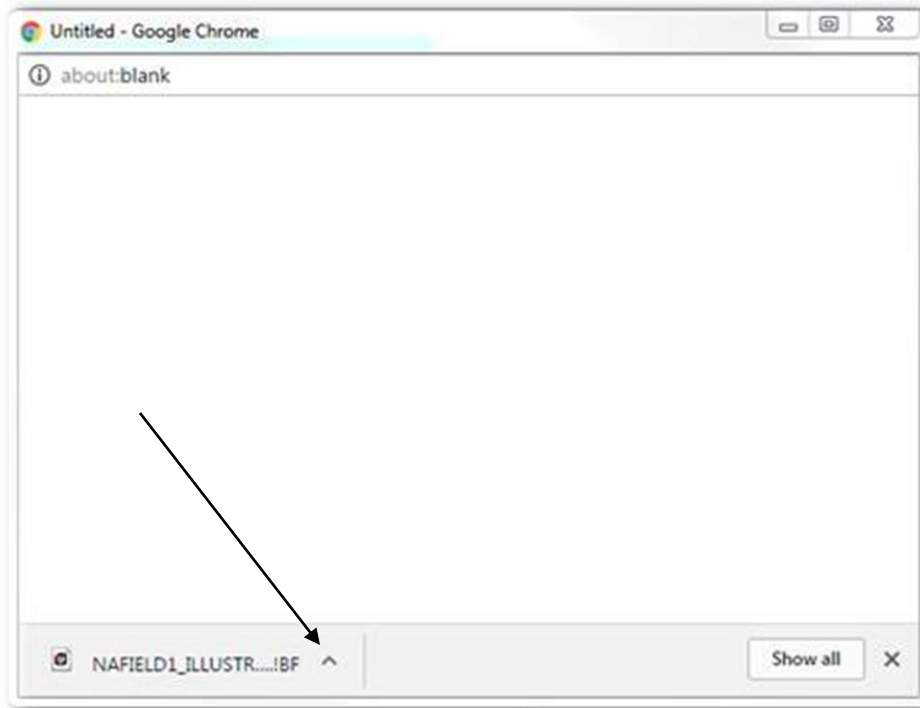 Untitled - Google Chrome
about:blank
NAFIELD1_ILLUSTR....!BF
Show all